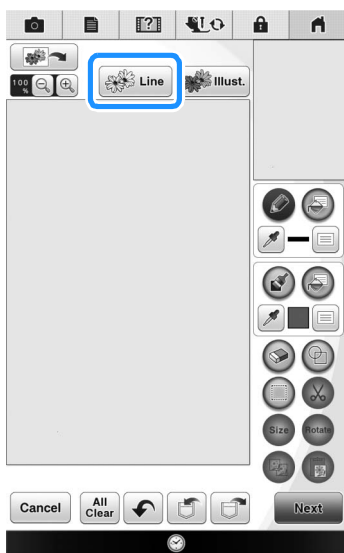 ?
100
%
Line
Illust.
Size
Rotate
Cancel
All
Clear
Next